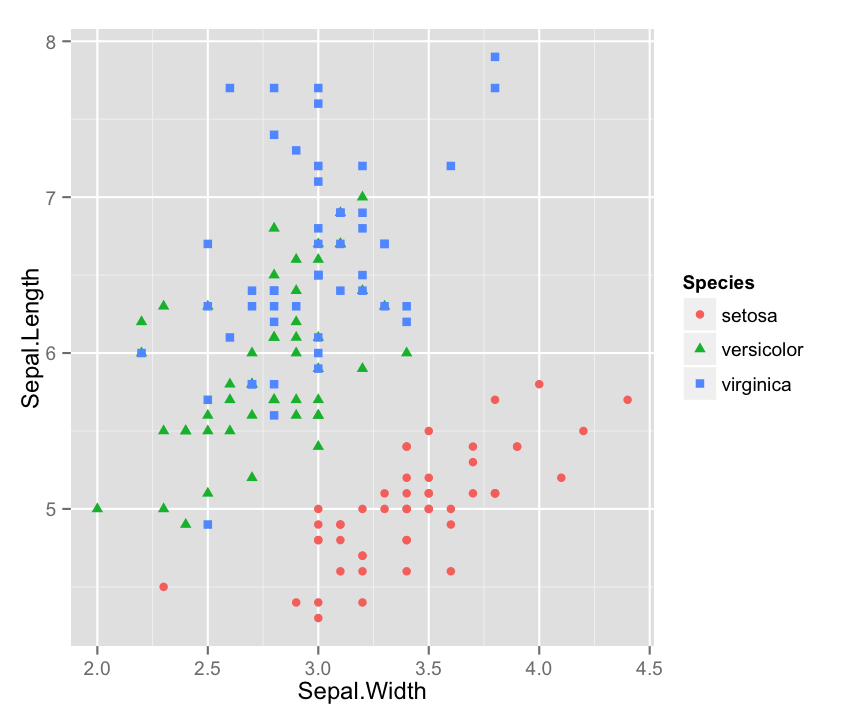 8
7
6
5
Sepal.Length
2.0 2.5 3.0 3.5 4.0 4.5
Sepal.Width
Species
setosa
versicolor
virginica